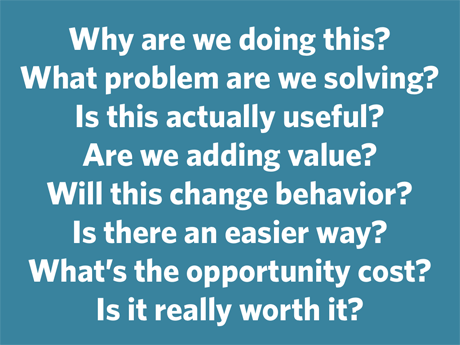 Why are we doing this?
What problem are we solving?
Is this actually useful?
Are we adding value?
Will this change behavior?
Is there an easier way?
What’s the opportunity cost?
Is it really worth it?